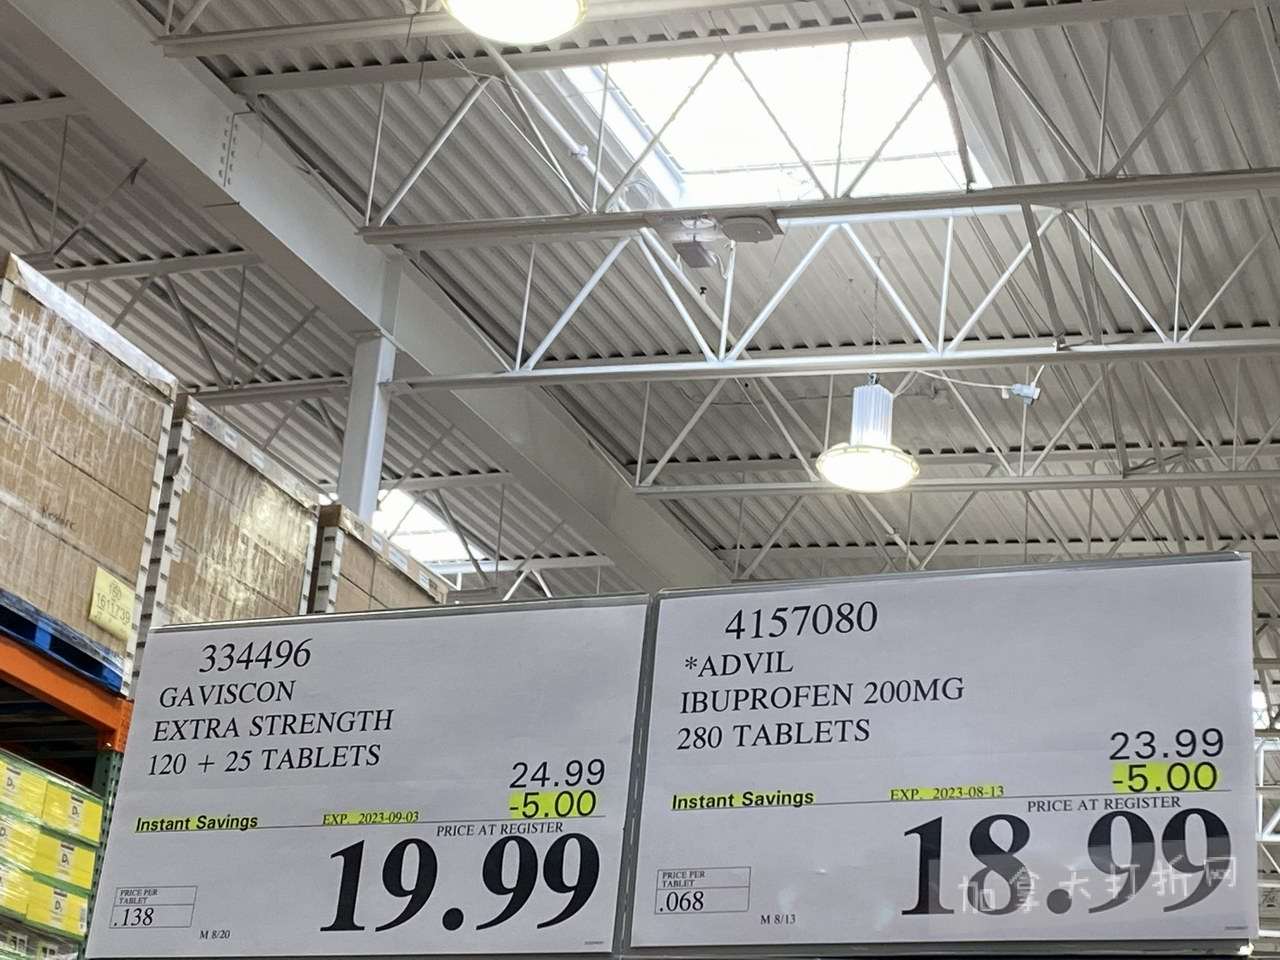 334496
GAVISCON
EXTRA STRENGTH
120 + 25 TABLETS
24.99
-5.00
Instant Savings
EXP. 2023-09-03
PRICE AT REGISTER
19.99
PRICE PER
TABLET
.138
M 8/20
4157080
*ADVIL
IBUPROFEN 200MG
280 TABLETS
23.99
-5.00
Instant Savings
EXP. 2023-08-13
PRICE AT REGISTER
18.99
PRICE PER
TABLET
.068
M 8/13
加拿大打折网